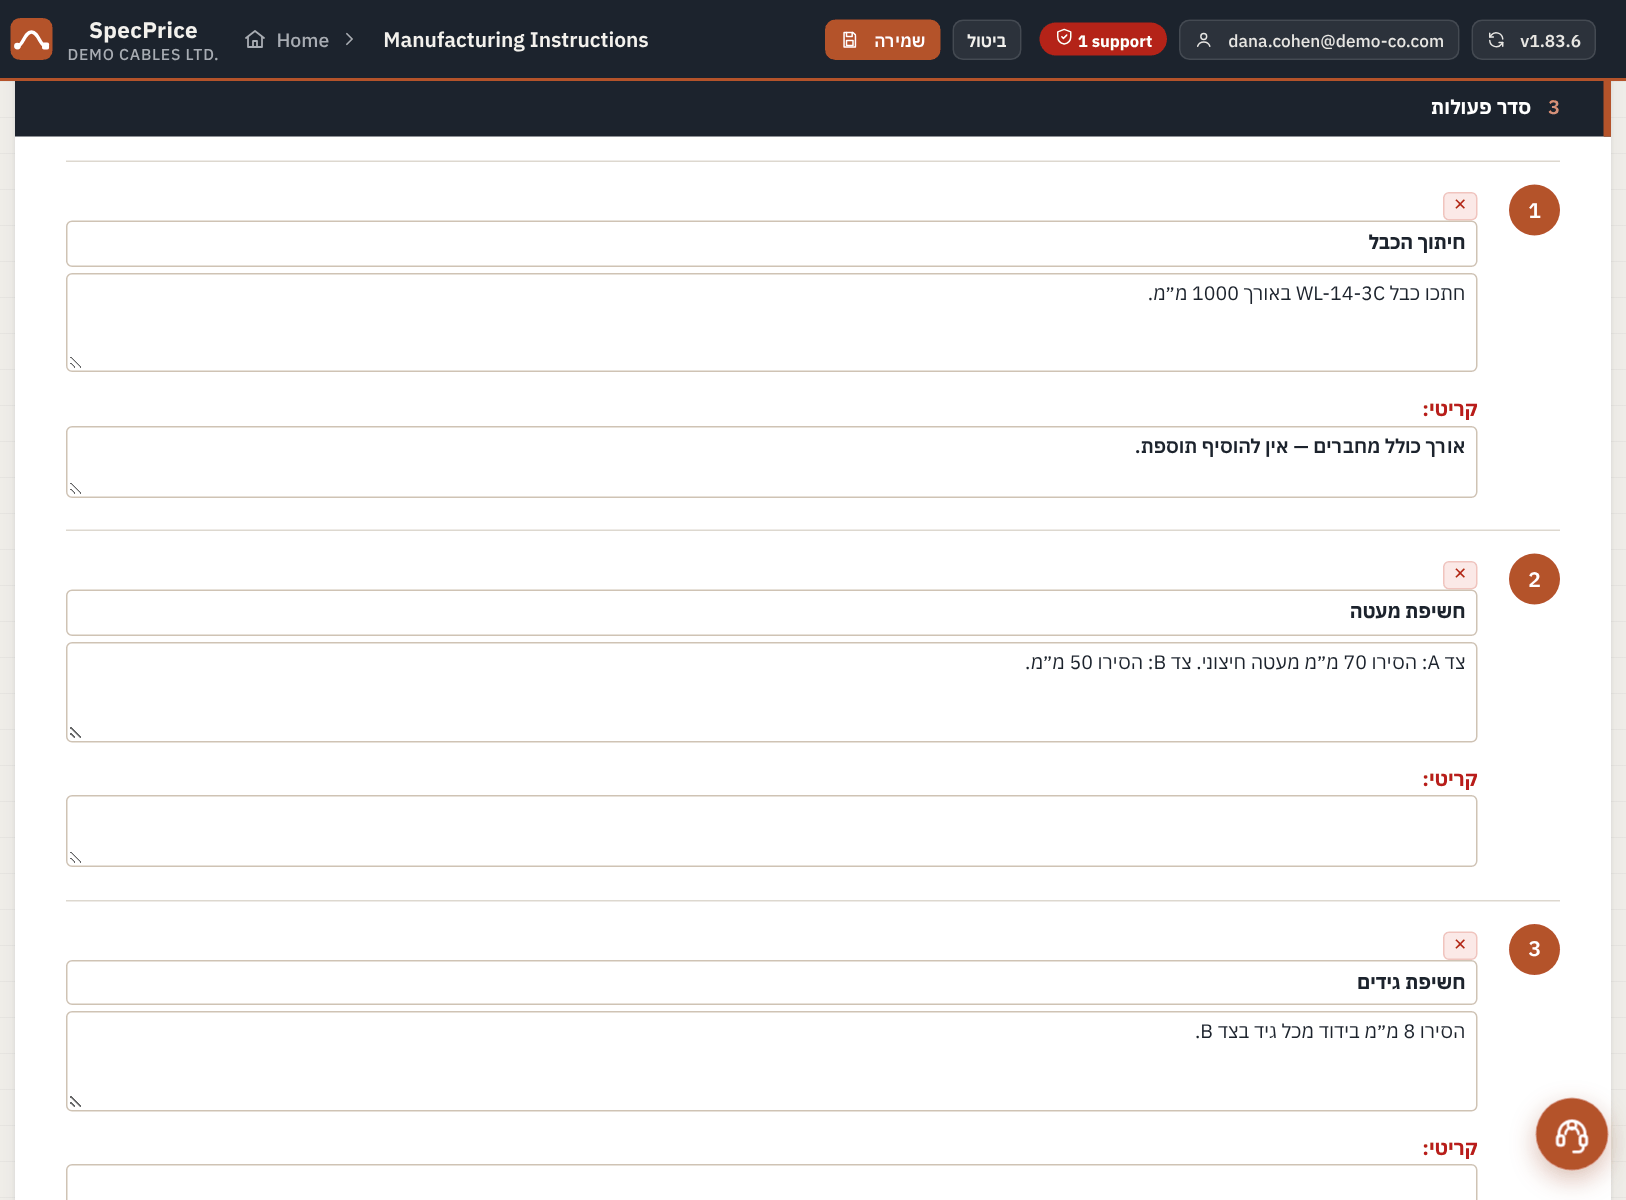 SpecPrice
DEMO CABLES LTD.
Home
Manufacturing Instructions
שמירה
ביטול
1 support
dana.cohen@demo-co.com
v1.83.6
3 סדר פעולות
1
×
חיתוך הכבל
חתכו כבל WL-14-3C באורך 1000 מ״מ.
קריטי:
אורך כולל מחברים – אין להוסיף תוספת.
2
×
חשיפת מעטה
צד A: הסירו 70 מ״מ מעטה חיצוני. צד B: הסירו 50 מ״מ.
קריטי:
3
×
חשיפת גידים
הסירו 8 מ״מ בידוד מכל גיד בצד B.
קריטי: